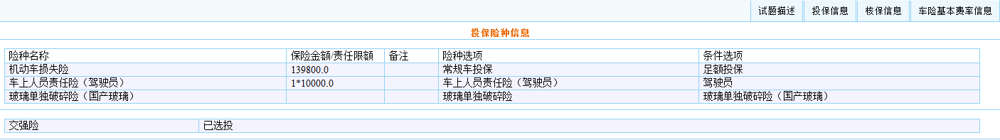 试题描述 投保信息 核保信息 车险基本费率信息
投保险种信息
险种名称 保险金额/责任限额 备注 险种选项 条件选项
机动车损失险 139800.0 常规车投保 足额投保
车上人员责任险（驾驶员） 1*10000.0 车上人员责任险（驾驶员） 驾驶员
玻璃单独破碎险（国产玻璃） 玻璃单独破碎险 玻璃单独破碎险（国产玻璃）
交强险 已选投